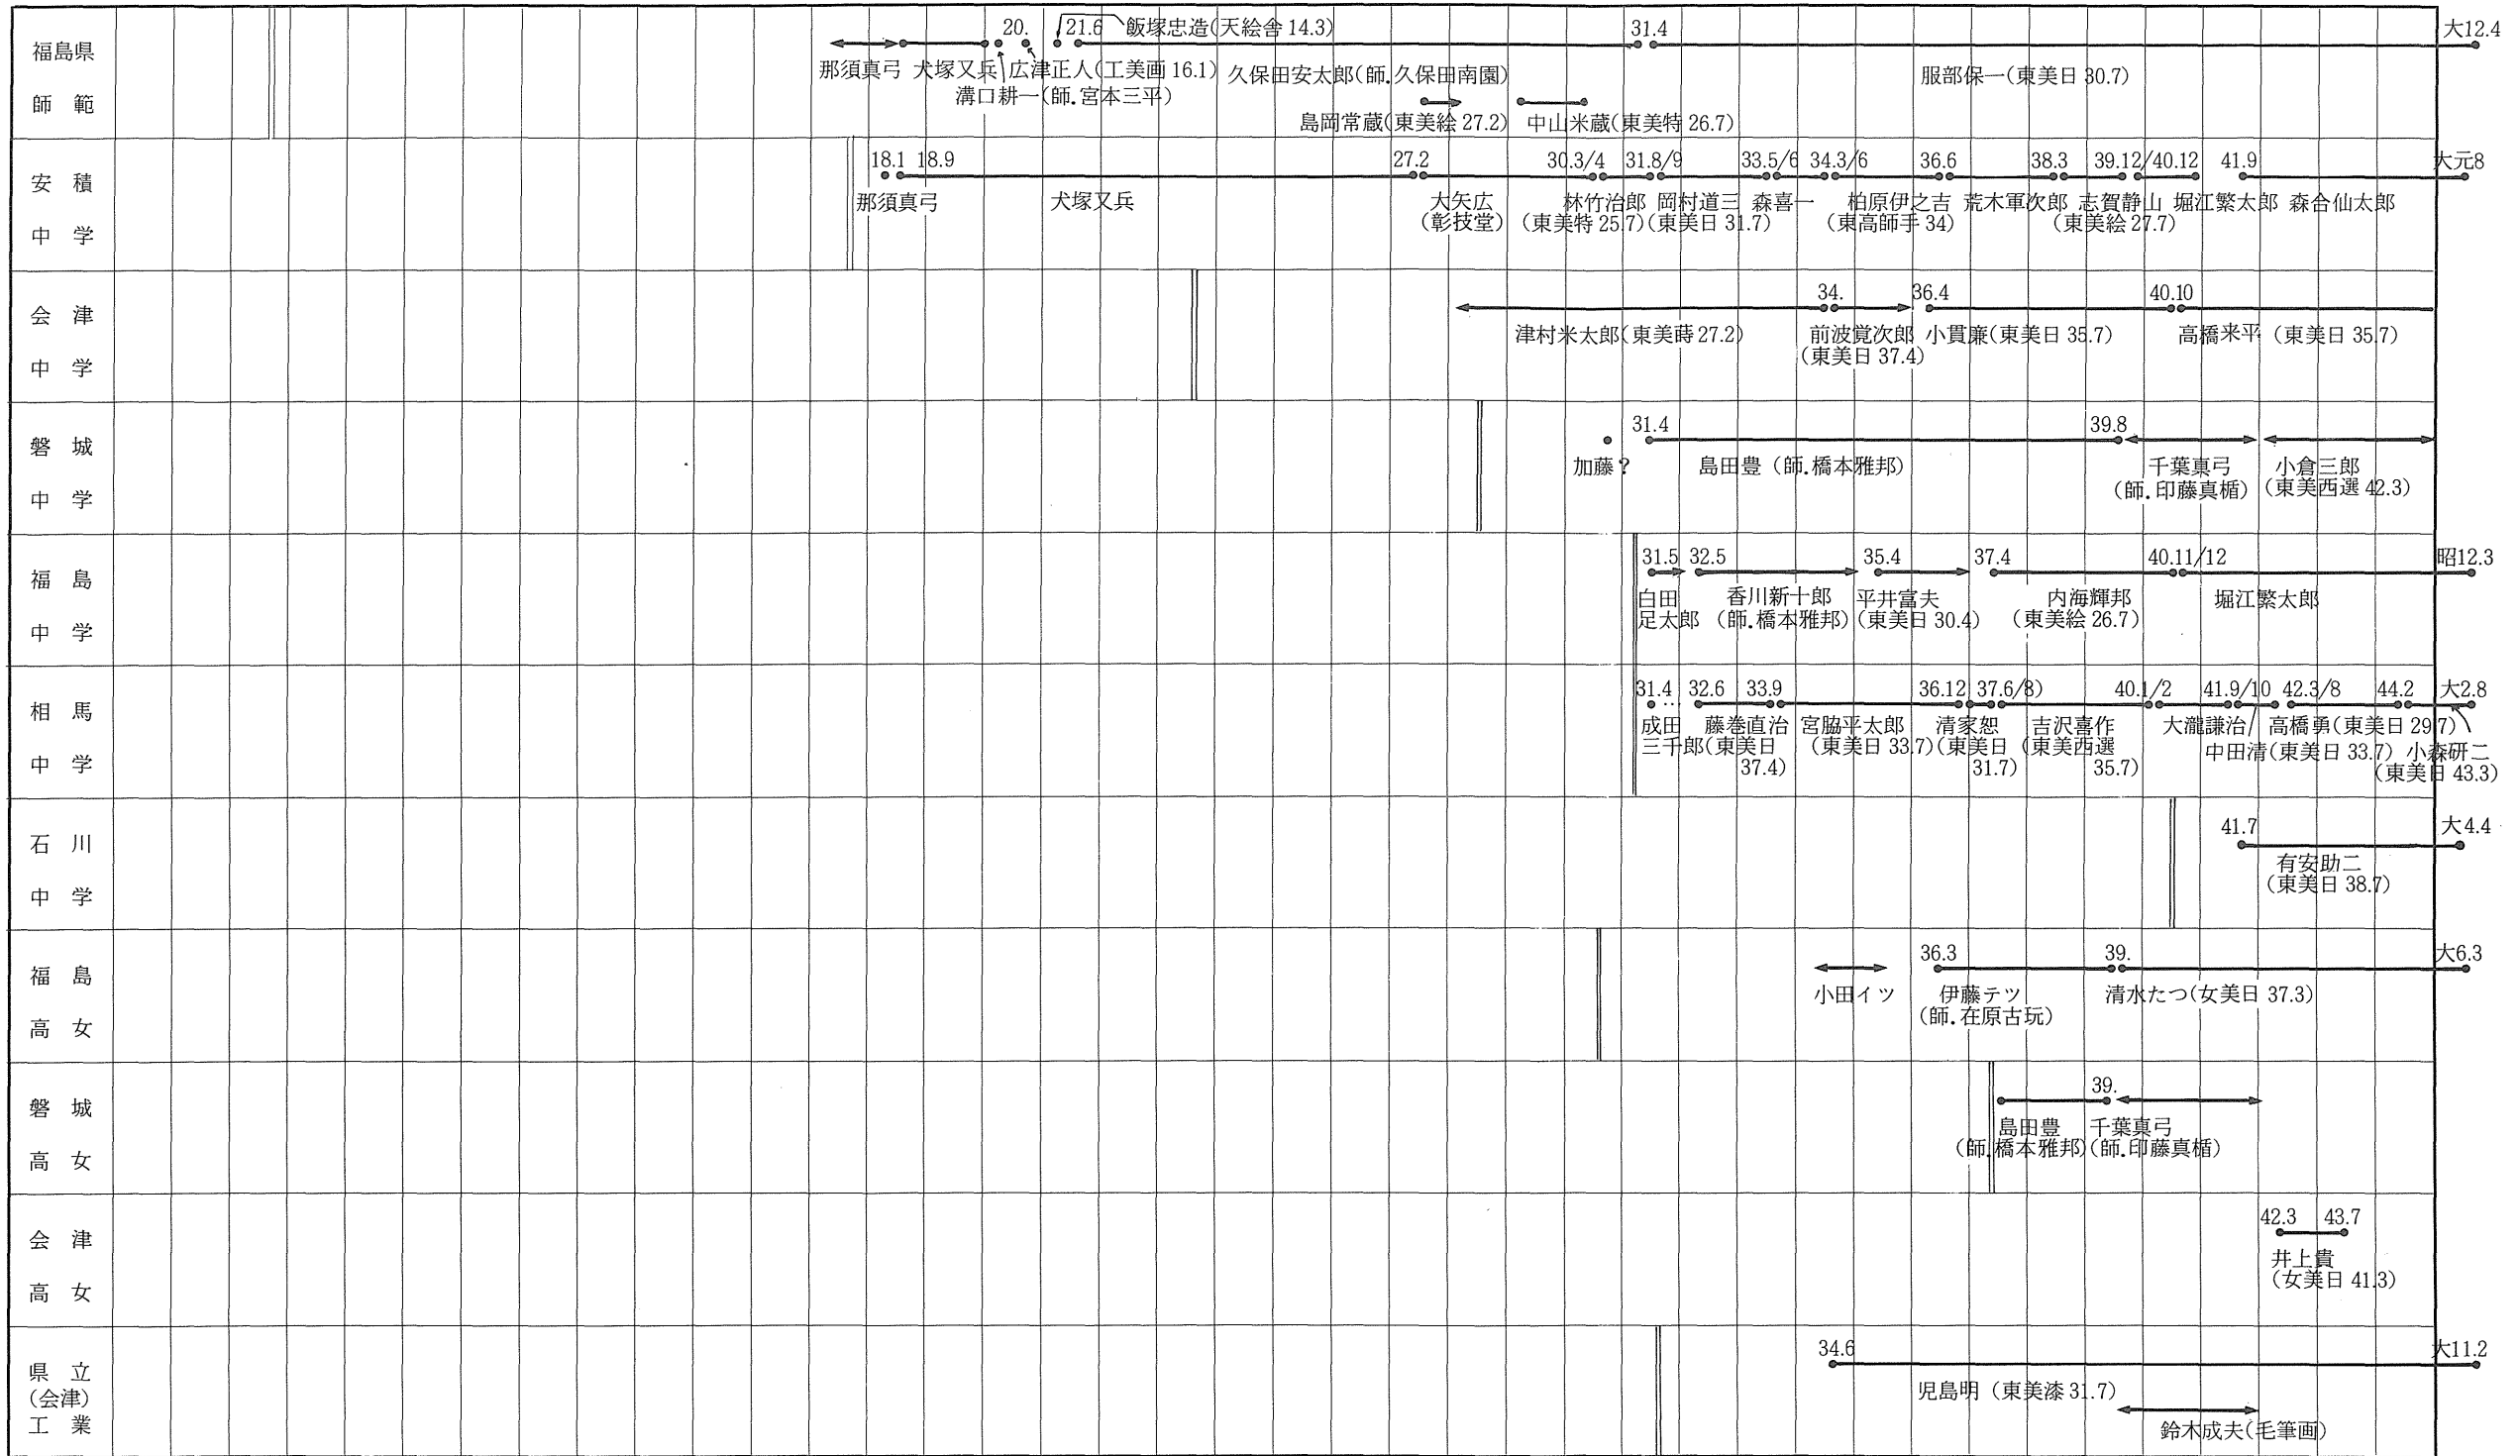 福島県
師範
20.
21.6
飯塚忠造(天絵舎 14.3)
31.4
大12.4
那須真弓
犬塚又兵
広津正人(工美画 16.1)
久保田安太郎(師.久保田南園)
服部保一(東美日 30.7)
溝口耕一(師.宮本三平)
島岡常蔵(東美絵 27.2)
中山米蔵(東美特 26.7)
安積
中学
18.1 18.9
27.2
30.3/4
31.8/9
33.5/6
34.3/6
36.6
38.3
39.12/40.12
41.9
大元8
那須真弓
犬塚又兵
大矢広
(彰技堂)
林竹治郎
(東美特 25.7)
岡村道三
(東美日 31.7)
森喜一
柏原伊之吉
(東高師手 34)
荒木軍次郎
志賀静山
(東美絵 27.7)
堀江繁太郎
森合仙太郎
会津
中学
34.
36.4
40.10
津村米太郎(東美蒔 27.2)
前波覚次郎
(東美日 37.4)
小貫廉(東美日 35.7)
高橋来平(東美日 35.7)
磐城
中学
31.4
39.8
加藤?
島田豊(師.橋本雅邦)
千葉真弓
(師.印藤真楯)
小倉三郎
(東美西選 42.3)
福島
中学
31.5
32.5
35.4
37.4
40.11/12
昭12.3
白田
足太郎
香川新十郎
(師.橋本雅邦)
平井富夫
(東美日 30.4)
内海輝邦
(東美絵 26.7)
堀江繁太郎
相馬
中学
31.4
32.6
33.9
36.12
37.6/8)
40.1/2
41.9/10
42.3/8
44.2
大2.8
成田
三千郎
藤巻直治
(東美日
37.4)
宮脇平太郎
(東美日 33.7)
清家恕
(東美日
31.7)
吉沢喜作
(東美西選
35.7)
大瀧謙治
高橋勇(東美日 29.7)
中田清(東美日 33.7)
小森研二
(東美日 43.3)
石川
中学
41.7
大4.4
有安助二
(東美日 38.7)
福島
高女
36.3
39.
大6.3
小田イツ
伊藤テツ
(師.在原古玩)
清水たつ(女美日 37.3)
磐城
高女
39.
島田豊
(師.橋本雅邦)
千葉真弓
(師.印藤真楯)
会津
高女
42.3
43.7
井上貴
(女美日 41.3)
県立
(会津)
工業
34.6
大11.2
児島明(東美漆 31.7)
鈴木成夫(毛筆画)